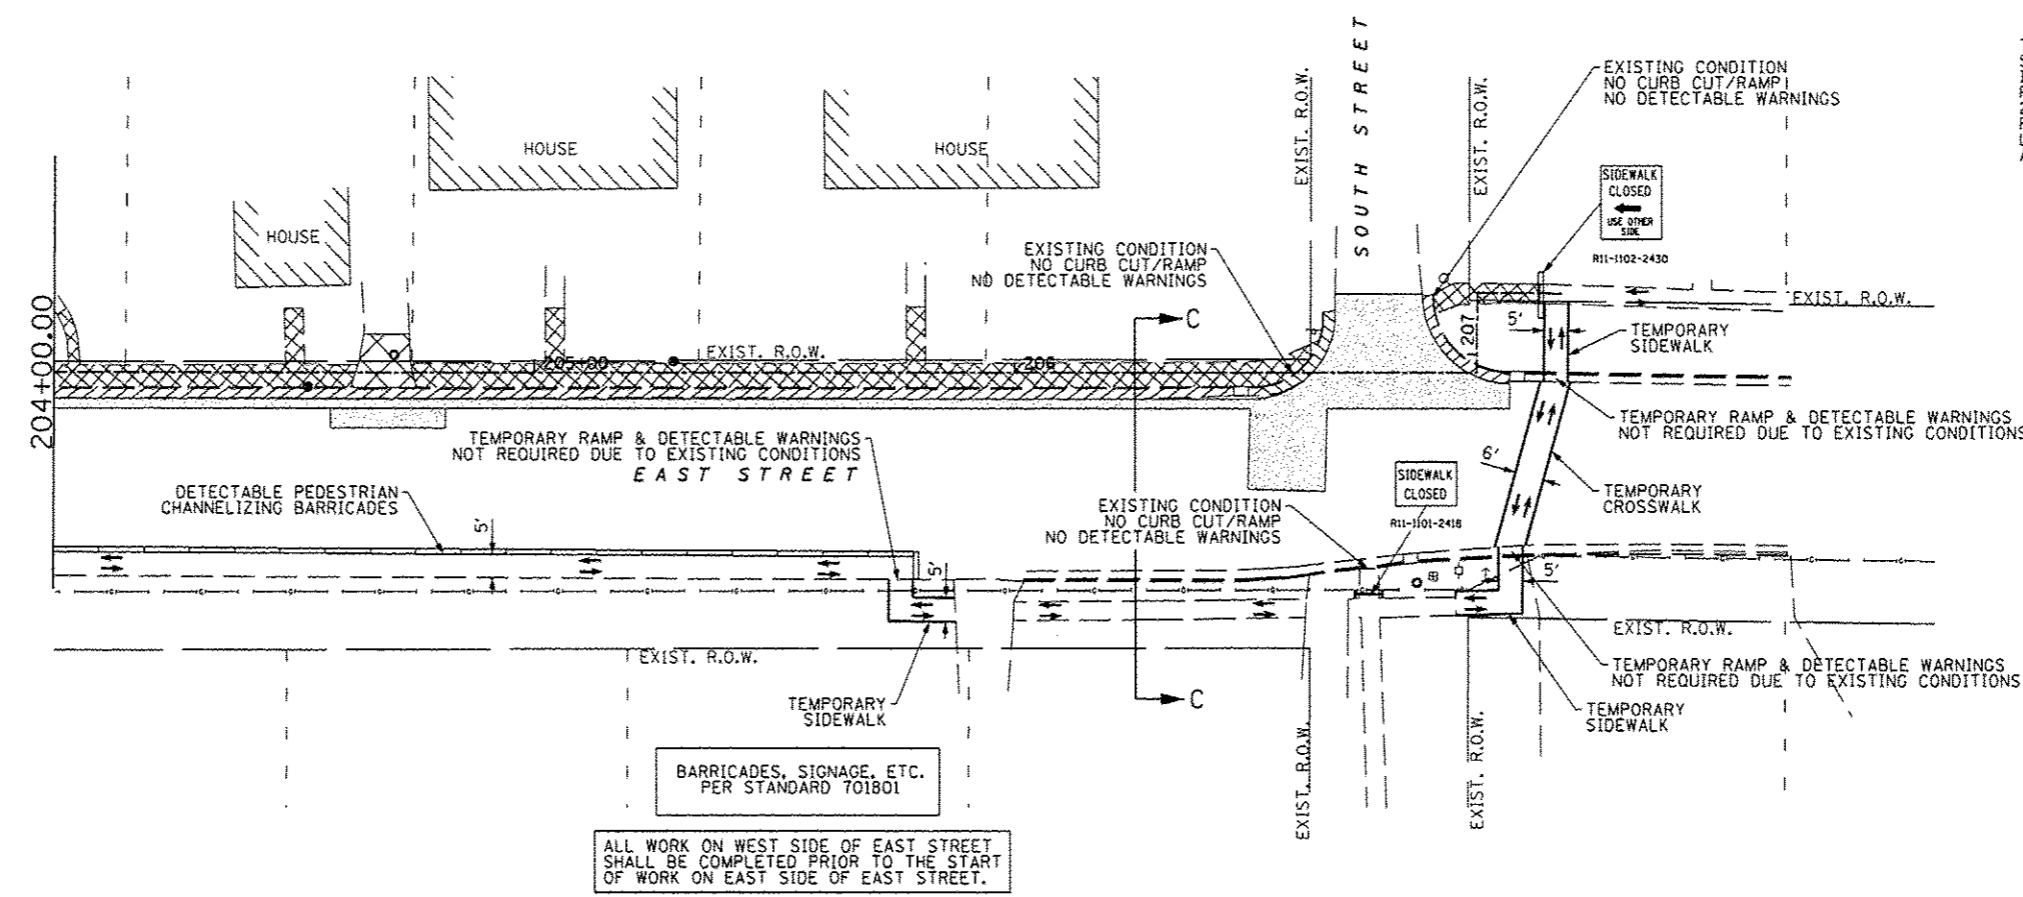 SOUTH STREET
EXIST. R.O.W.
EXIST. R.O.W.
EXISTING CONDITION
NO CURB CUT/RAMP
NO DETECTABLE WARNINGS
HOUSE
HOUSE
HOUSE
SIDEWALK
CLOSED
USE OTHER
SIDE
R11-1102-2430
EXISTING CONDITION
NO CURB CUT/RAMP
NO DETECTABLE WARNINGS
C
EXIST. R.O.W.
204+00.00
205+00
EXIST. R.O.W.
206
207
5'
TEMPORARY
SIDEWALK
TEMPORARY RAMP & DETECTABLE WARNINGS
NOT REQUIRED DUE TO EXISTING CONDITIONS
TEMPORARY RAMP & DETECTABLE WARNINGS
NOT REQUIRED DUE TO EXISTING CONDITIONS
EAST STREET
6'
SIDEWALK
CLOSED
R11-1101-2418
DETECTABLE PEDESTRIAN
CHANNELIZING BARRICADES
5'
EXISTING CONDITION
NO CURB CUT/RAMP
NO DETECTABLE WARNINGS
TEMPORARY
CROSSWALK
5'
5'
EXIST. R.O.W.
EXIST. R.O.W.
TEMPORARY RAMP & DETECTABLE WARNINGS
NOT REQUIRED DUE TO EXISTING CONDITIONS
TEMPORARY
SIDEWALK
C
TEMPORARY
SIDEWALK
EXIST. R.O.W.
EXIST. R.O.W.
BARRICADES, SIGNAGE, ETC.
PER STANDARD 701801
ALL WORK ON WEST SIDE OF EAST STREET
SHALL BE COMPLETED PRIOR TO THE START
OF WORK ON EAST SIDE OF EAST STREET.